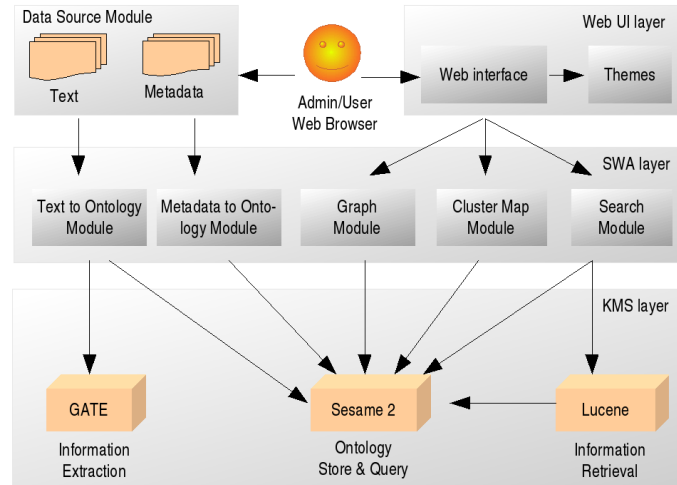 Data Source Module
Web UI layer
Text
Metadata
Admin/User
Web Browser
Web interface
Themes
SWA layer
Text to Ontology
Module
Metadata to Onto-
logy Module
Graph
Module
Cluster Map
Module
Search
Module
KMS layer
GATE
Sesame 2
Lucene
Information
Extraction
Ontology
Store & Query
Information
Retrieval